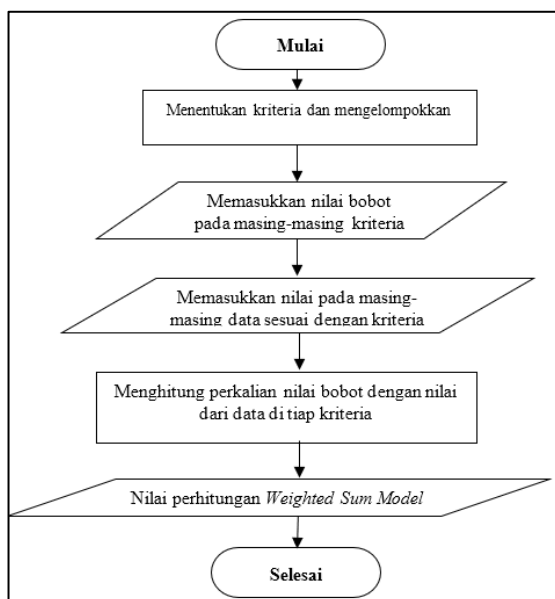 Mulai
Menentukan kriteria dan mengelompokkan
Memasukkan nilai bobot
pada masing-masing kriteria
Memasukkan nilai pada masing-
masing data sesuai dengan kriteria
Menghitung perkalian nilai bobot dengan nilai
dari data di tiap kriteria
Nilai perhitungan Weighted Sum Model
Selesai